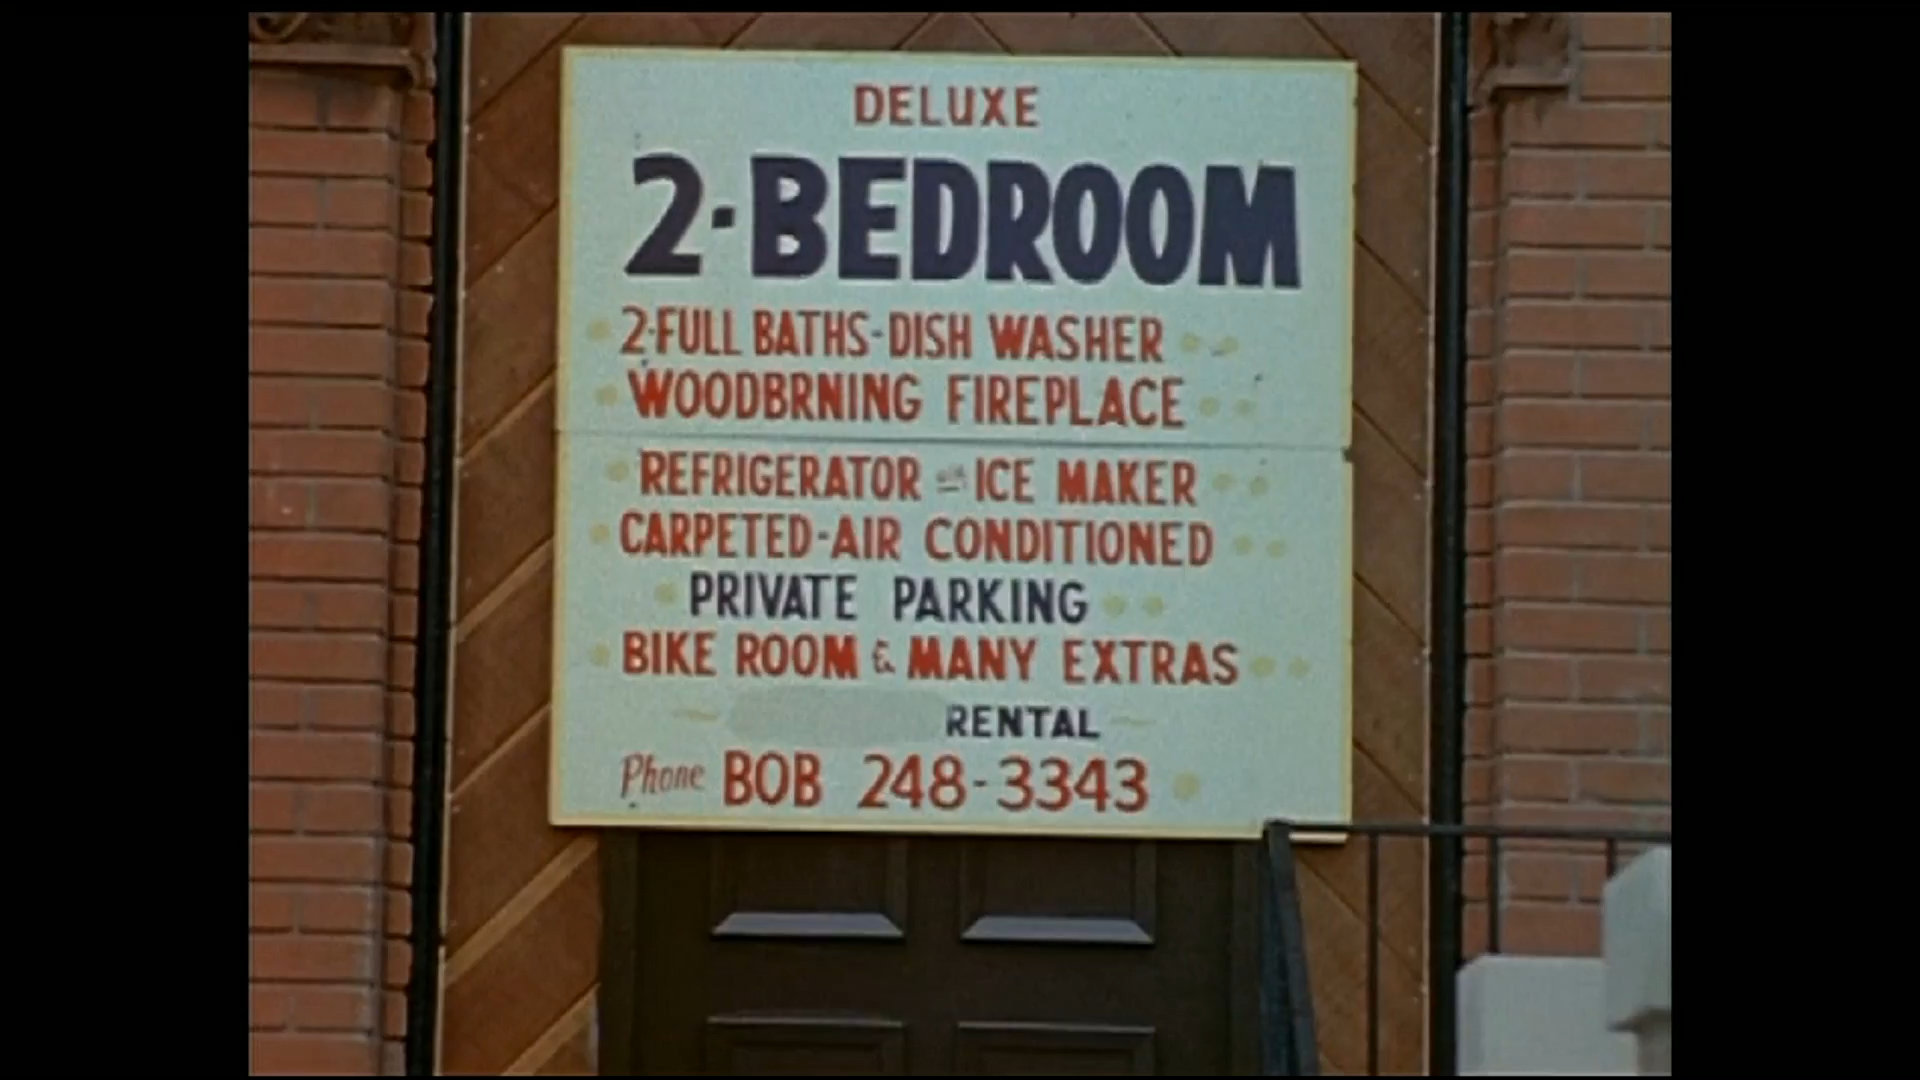 DELUXE
2-BEDROOM
2-FULL BATHS-DISH WASHER
WOODBRNING FIREPLACE
REFRIGERATOR ICE MAKER
CARPETED-AIR CONDITIONED
PRIVATE PARKING
BIKE ROOM & MANY EXTRAS
RENTAL
Phone BOB 248-3343